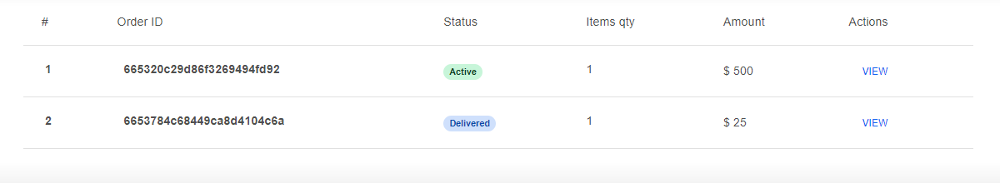 # Order ID Status Items qty Amount Actions
1 665320c29d86f3269494fd92 Active 1 $ 500 VIEW
2 6653784c68449ca8d4104c6a Delivered 1 $ 25 VIEW